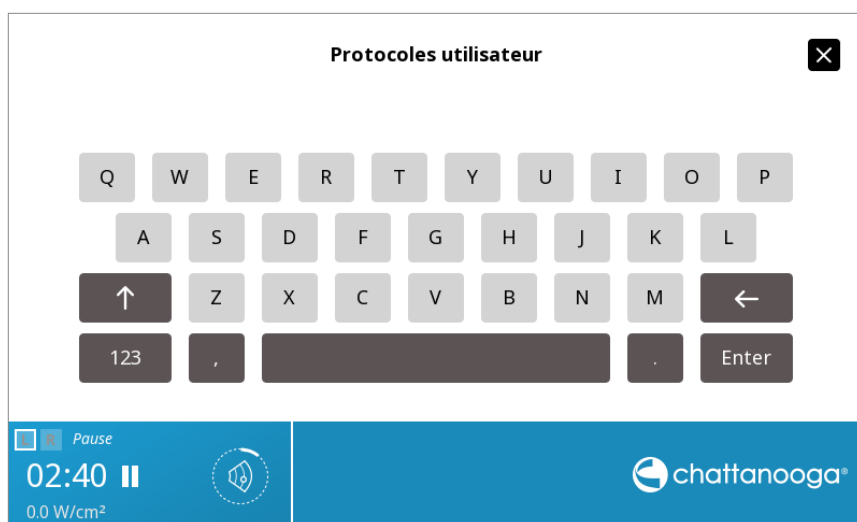 Protocoles utilisateur
Q W E R T Y U I O P
A S D F G H J K L
Z X C V B N M
123 , . Enter
L R Pause
02:40
0.0 W/cm²
chattanooga®